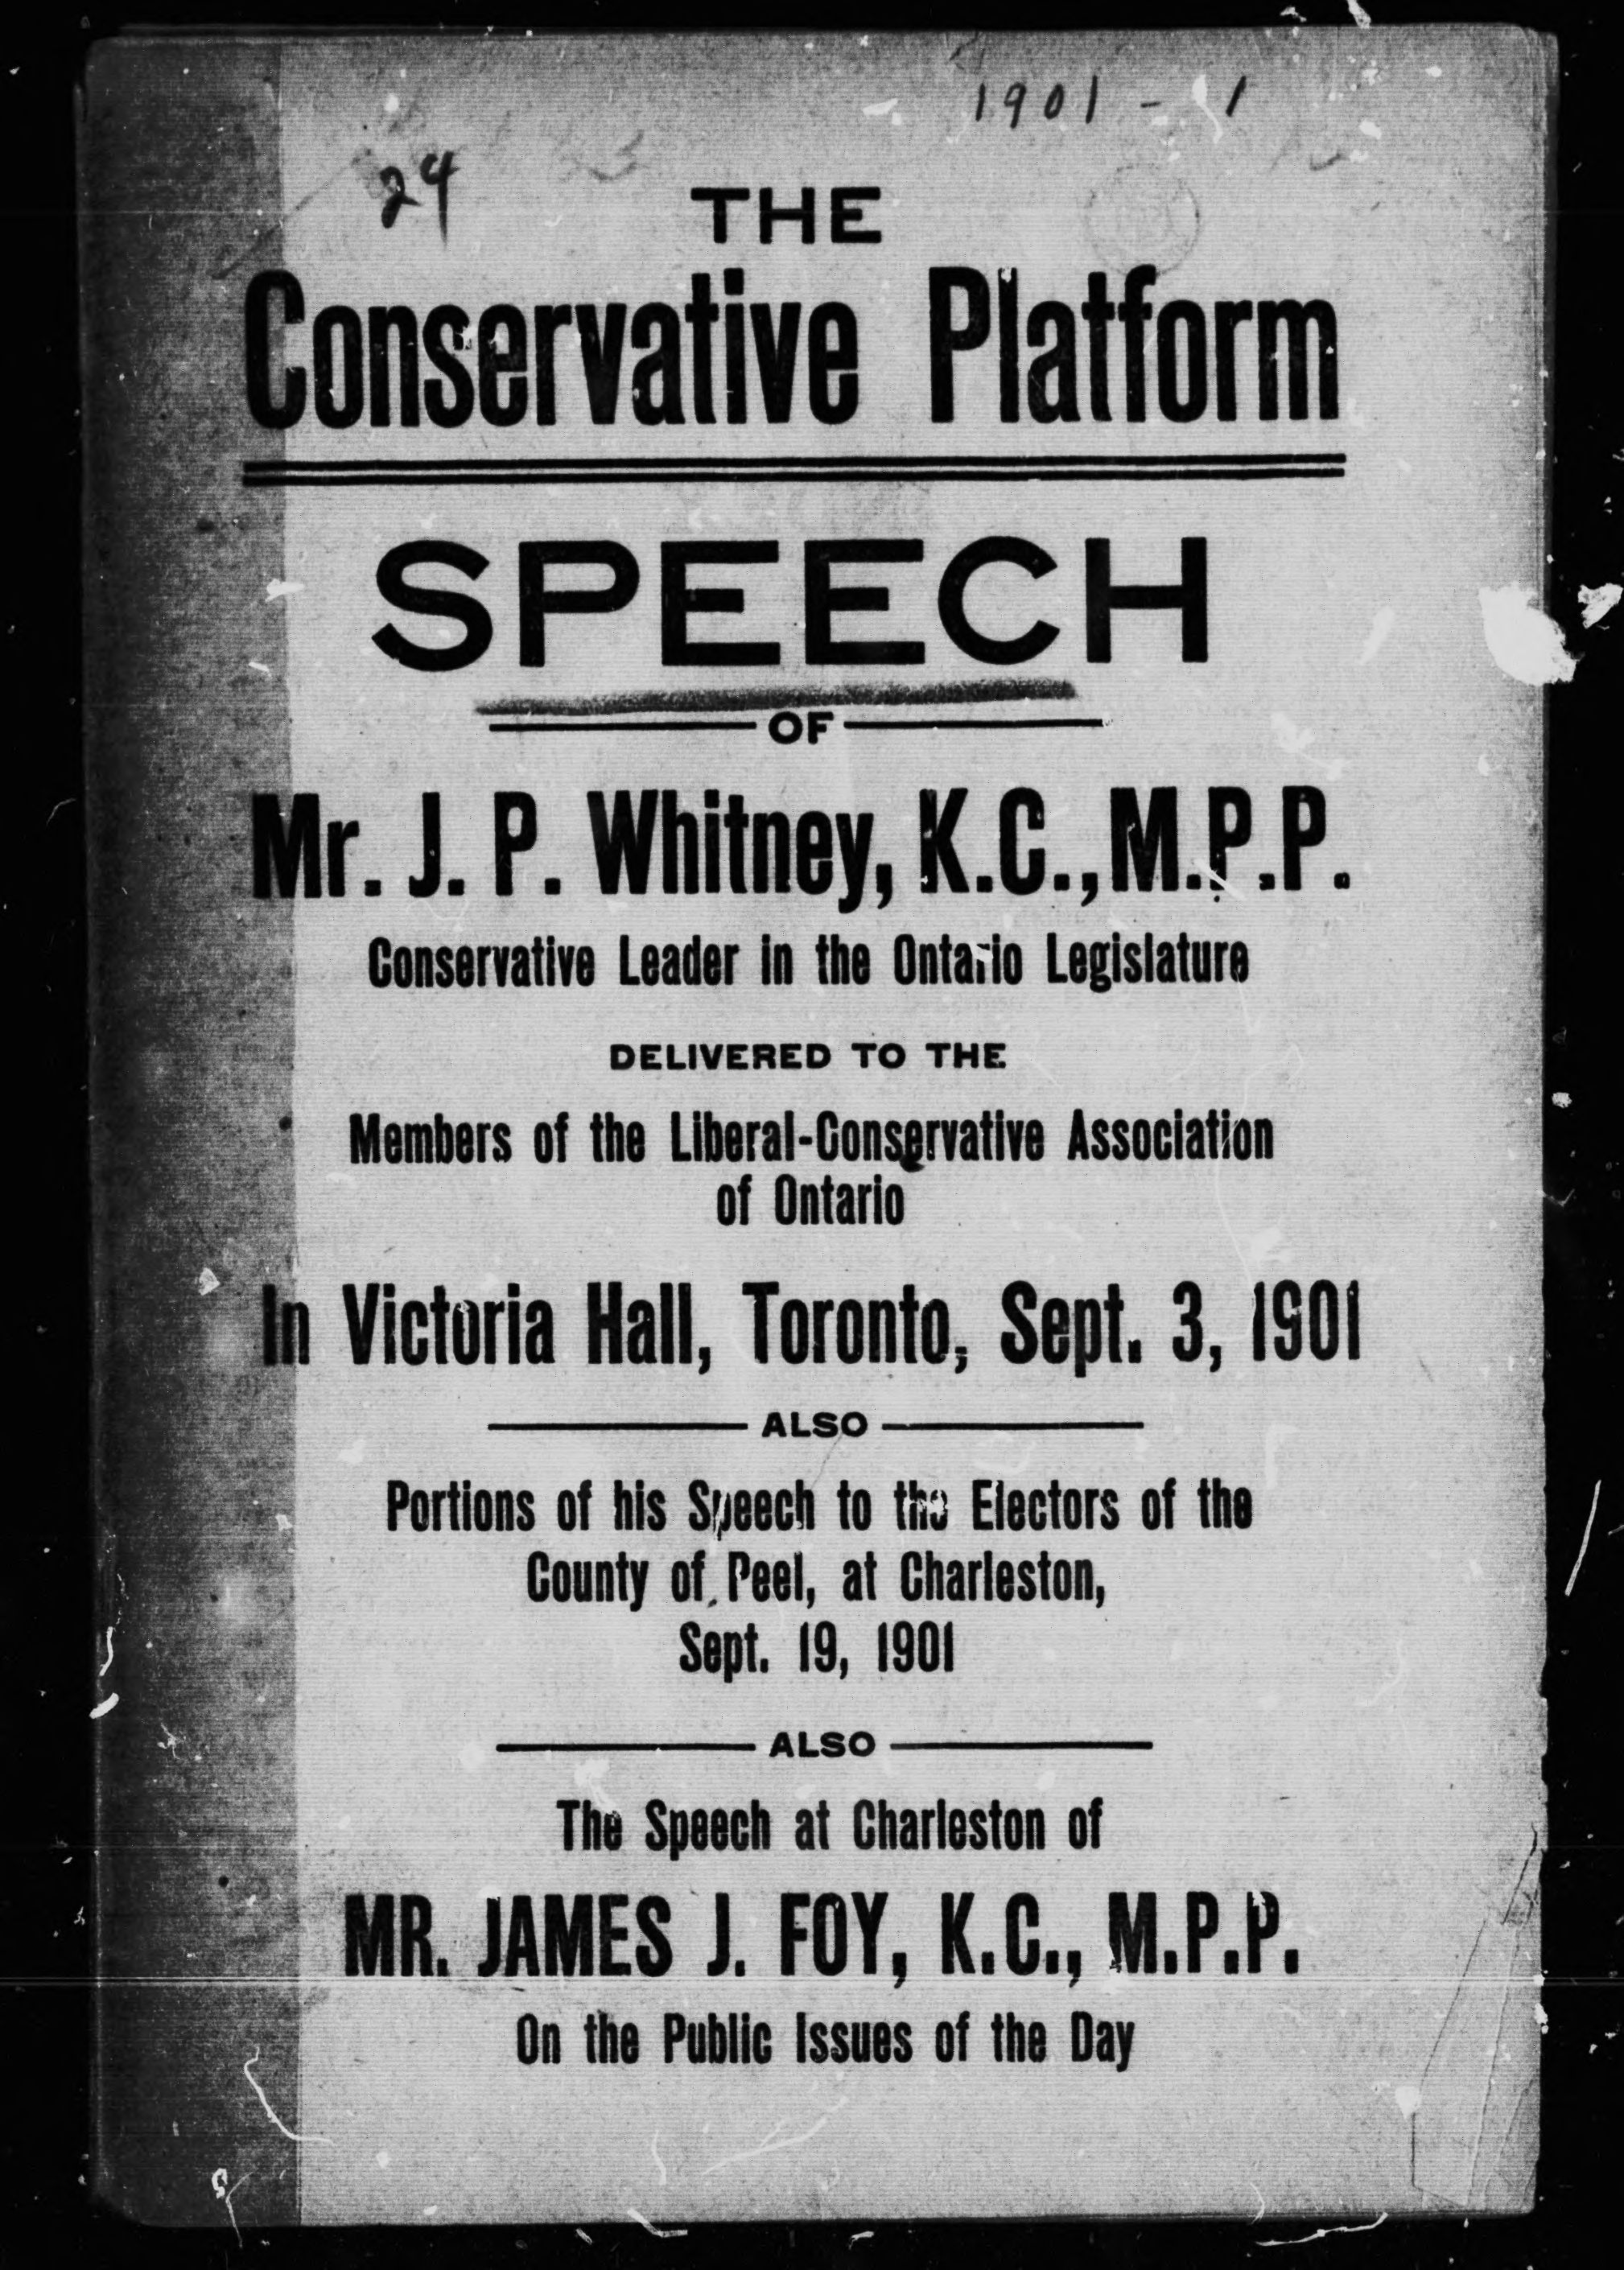 1901 - 1
24
THE
Conservative Platform
SPEECH
OF
Mr. J. P. Whitney, K.C., M.P.P.
Conservative Leader in the Ontario Legislature
DELIVERED TO THE
Members of the Liberal-Conservative Association
of Ontario
In Victoria Hall, Toronto, Sept. 3, 1901
ALSO
Portions of his Speech to the Electors of the
County of Peel, at Charleston,
Sept. 19, 1901
ALSO
The Speech at Charleston of
MR. JAMES J. FOY, K.C., M.P.P.
On the Public Issues of the Day